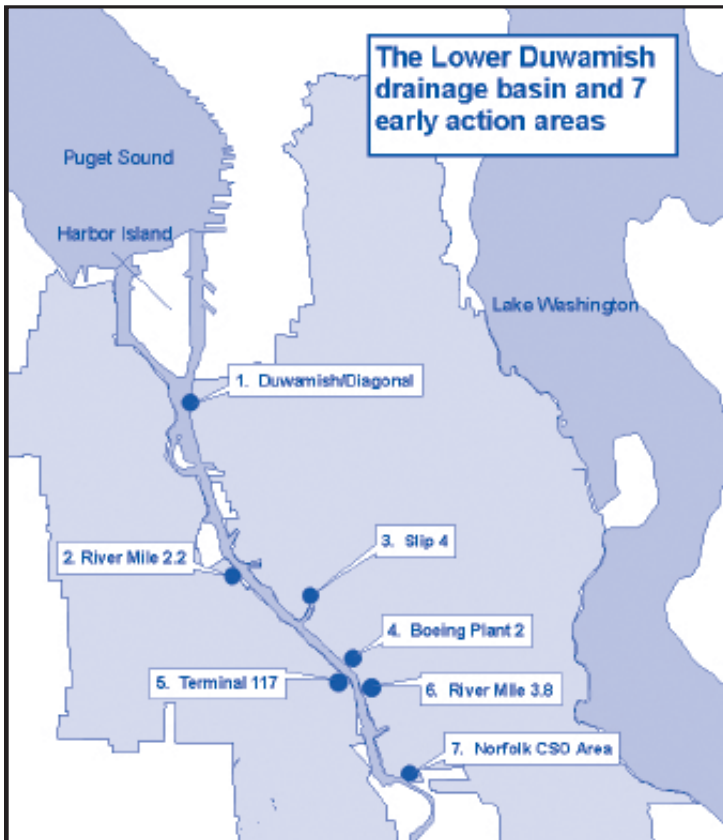 The Lower Duwamish
drainage basin and 7
early action areas
Puget Sound
Harbor Island
Lake Washington
1. Duwamish/Diagonal
2. River Mile 2.2
3. Slip 4
4. Boeing Plant 2
5. Terminal 117
6. River Mile 3.8
7. Norfolk CSO Area